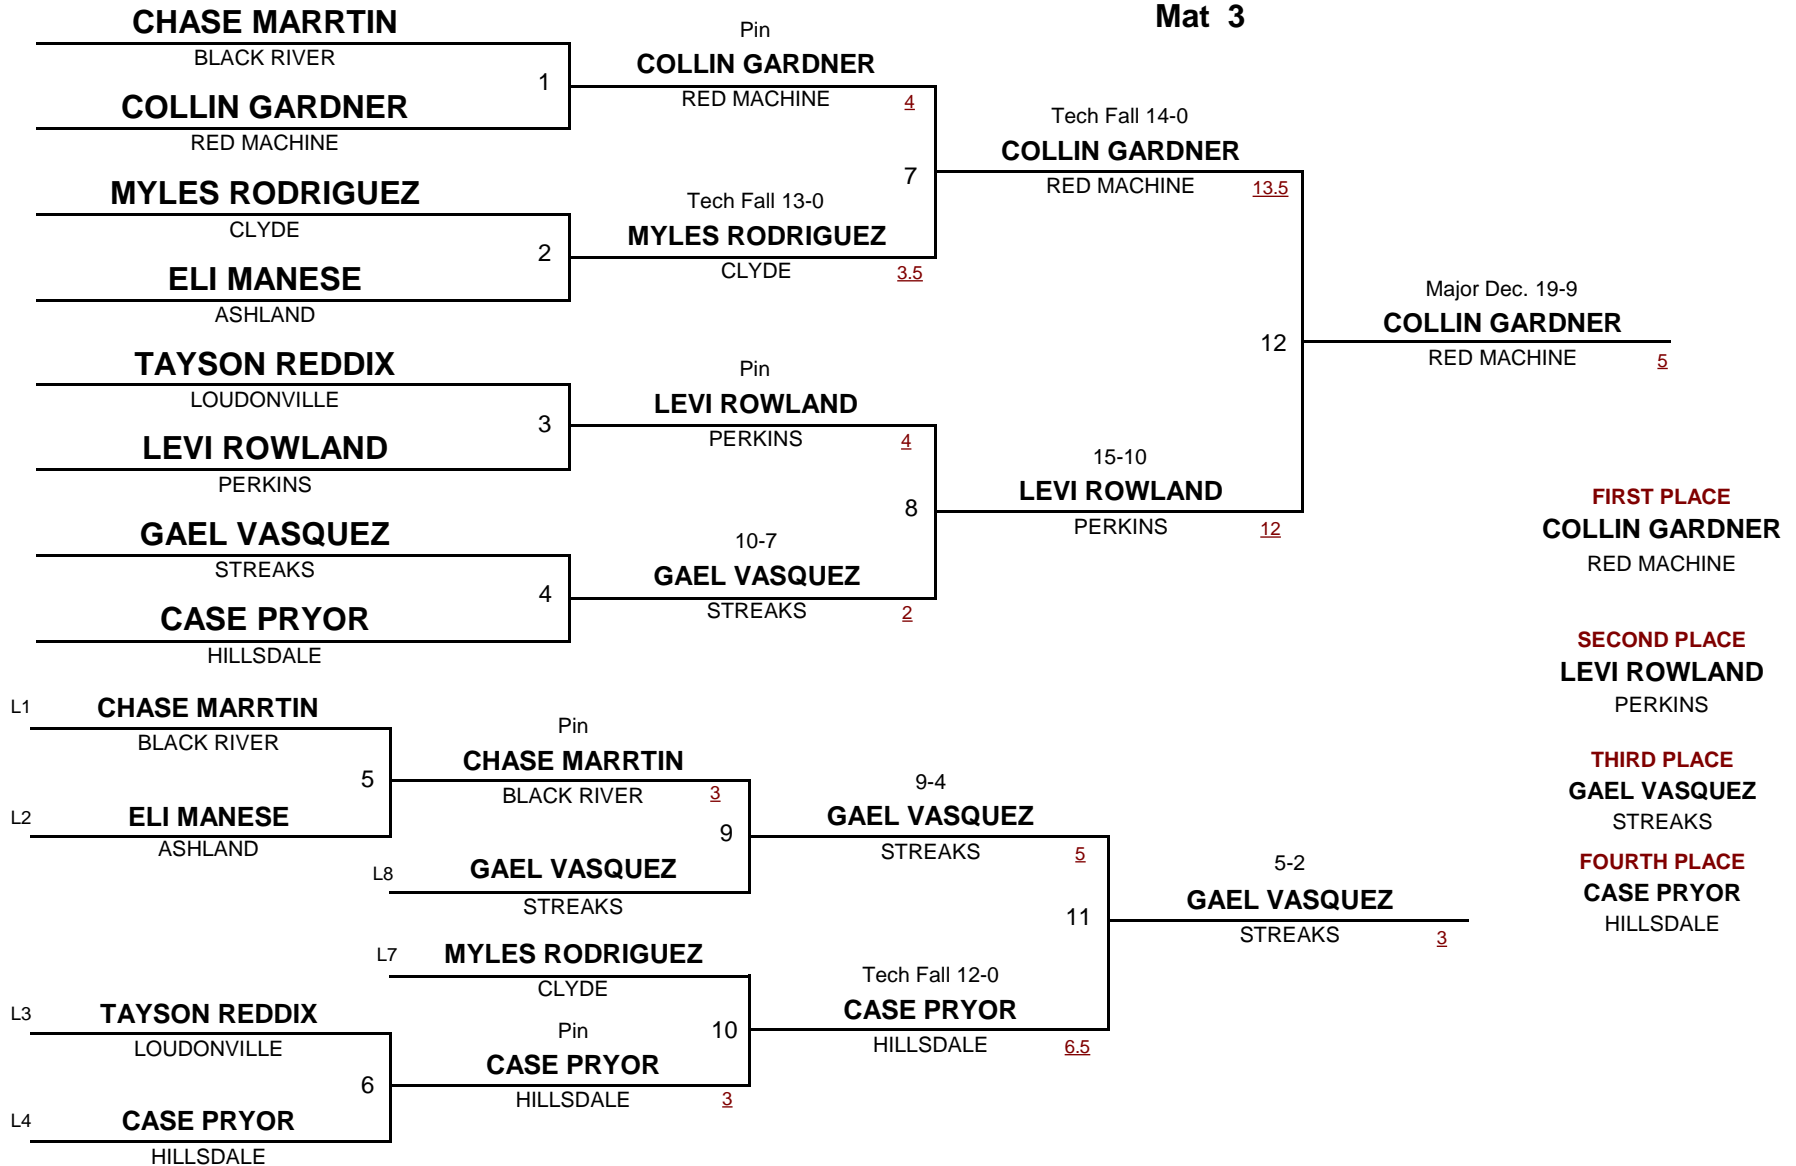 Mat 3
CHASE MARRTIN
BLACK RIVER
1
COLLIN GARDNER
RED MACHINE
MYLES RODRIGUEZ
CLYDE
2
ELI MANESE
ASHLAND
TAYSON REDDIX
LOUDONVILLE
3
LEVI ROWLAND
PERKINS
GAEL VASQUEZ
STREAKS
4
CASE PRYOR
HILLSDALE
Pin
COLLIN GARDNER
RED MACHINE 4
7
Tech Fall 13-0
MYLES RODRIGUEZ
CLYDE 3.5
Pin
LEVI ROWLAND
PERKINS 4
8
10-7
GAEL VASQUEZ
STREAKS 2
Tech Fall 14-0
COLLIN GARDNER
RED MACHINE 13.5
12
15-10
LEVI ROWLAND
PERKINS 12
Major Dec. 19-9
COLLIN GARDNER
RED MACHINE 5
L1 CHASE MARRTIN
BLACK RIVER
5
L2 ELI MANESE
ASHLAND
L3 TAYSON REDDIX
LOUDONVILLE
6
L4 CASE PRYOR
HILLSDALE
Pin
CHASE MARRTIN
BLACK RIVER 3
9
L8 GAEL VASQUEZ
STREAKS
L7 MYLES RODRIGUEZ
CLYDE
10
Pin
CASE PRYOR
HILLSDALE 3
9-4
GAEL VASQUEZ
STREAKS 5
11
Tech Fall 12-0
CASE PRYOR
HILLSDALE 6.5
5-2
GAEL VASQUEZ
STREAKS 3
FIRST PLACE
COLLIN GARDNER
RED MACHINE
SECOND PLACE
LEVI ROWLAND
PERKINS
THIRD PLACE
GAEL VASQUEZ
STREAKS
FOURTH PLACE
CASE PRYOR
HILLSDALE